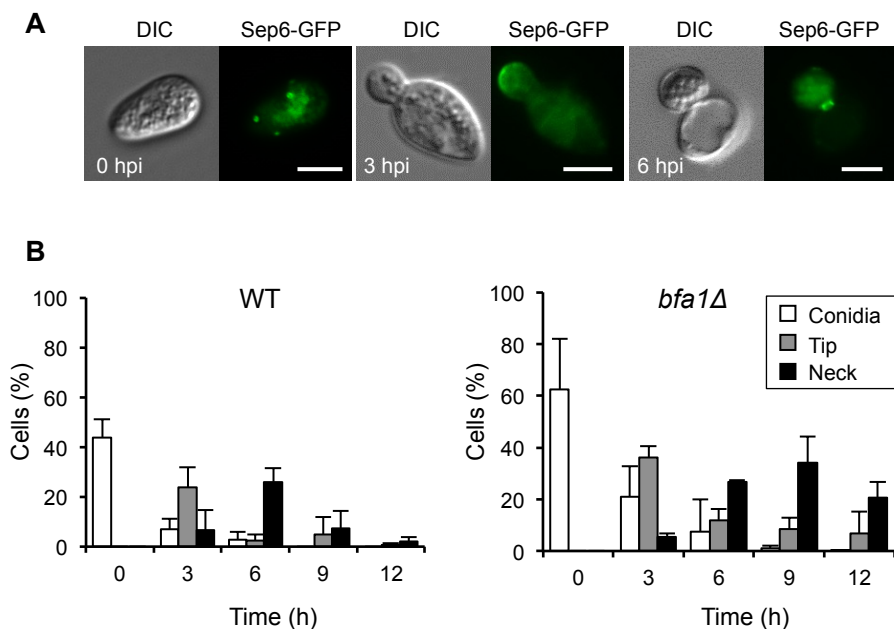 A
DIC Sep6-GFP DIC Sep6-GFP DIC Sep6-GFP
0 hpi 3 hpi 6 hpi
B
WT
Cells (%)
100
80
60
40
20
0
0 3 6 9 12
Time (h)
bfa1Δ
Cells (%)
100
80
60
40
20
0
0 3 6 9 12
Time (h)
Conidia
Tip
Neck